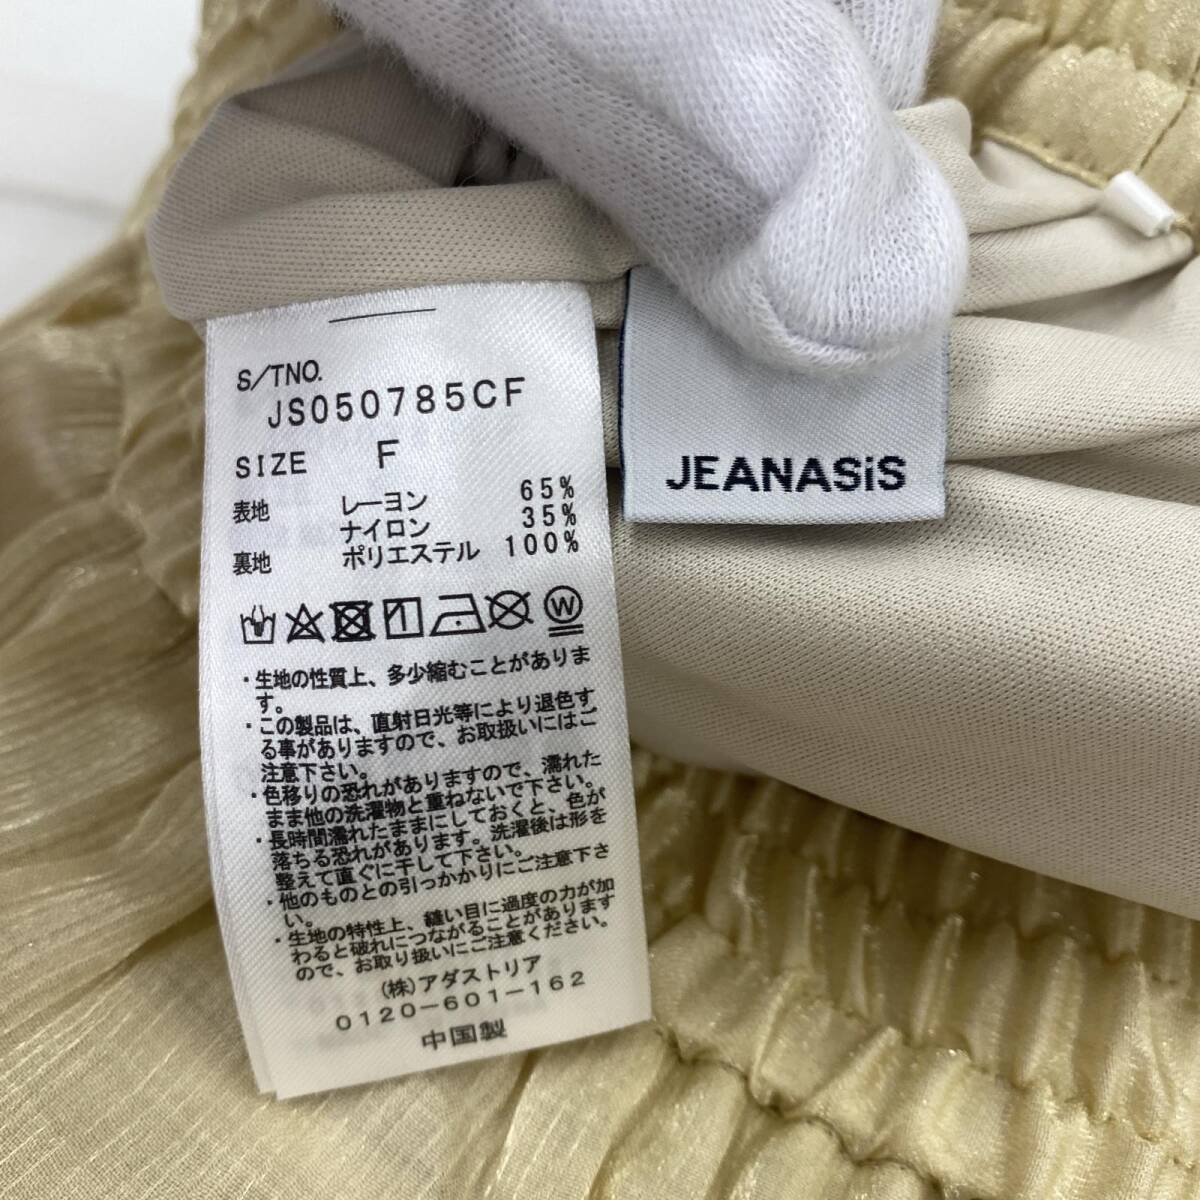 S/TNO.
JS050785CF
SIZE F
表地 レーヨン 65%
ナイロン 35%
裏地 ポリエステル 100%
W
・生地の性質上、多少縮むことがありま
す。
・この製品は、直射日光等により退色す
る事がありますので、お取扱いにはご
注意下さい。
・色移りの恐れがありますので、濡れた
まま他の洗濯物と重ねないで下さい。
・長時間濡れたままにしておくと、色が
落ちる恐れがあります。洗濯後は形を
整えて直ぐに干して下さい。
・他のものとの引っかかりにご注意下さ
い。
・生地の特性上、縫い目に過度の力が加
わると破れにつながることがあります
ので、お取り扱いにご注意ください。
(株)アダストリア
0120-601-162
中国製
JEANASiS